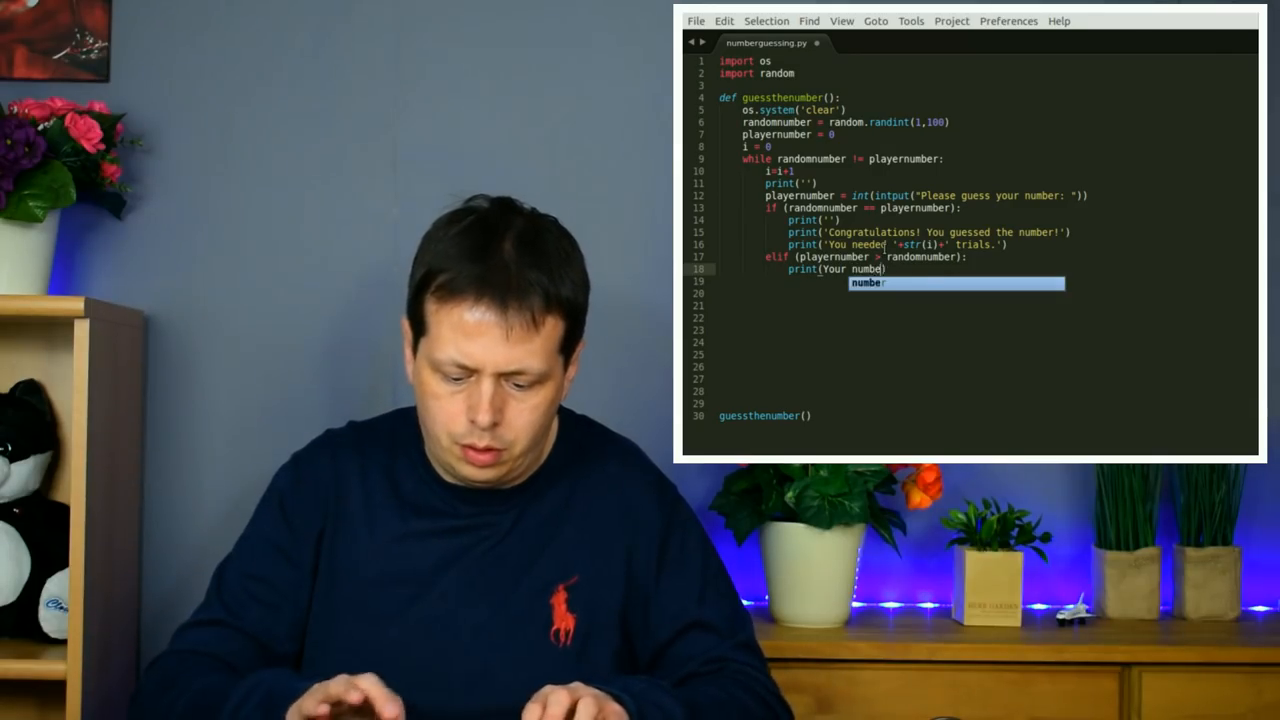 File Edit Selection Find View Goto Tools Project Preferences Help
numberguessing.py
1 import os
2 import random
3
4 def guessthenumber():
5 os.system('clear')
6 randomnumber = random.randint(1,100)
7 playernumber = 0
8 i = 0
9 while randomnumber != playernumber:
10 i=i+1
11 print('')
12 playernumber = int(intput("Please guess your number: "))
13 if (randomnumber == playernumber):
14 print('')
15 print('Congratulations! You guessed the number!')
16 print('You needed '+str(i)+' trials.')
17 elif (playernumber > randomnumber):
18 print(Your numbe)
number
19
20
21
22
23
24
25
26
27
28
29
30 guessthenumber()
HERB GARDEN